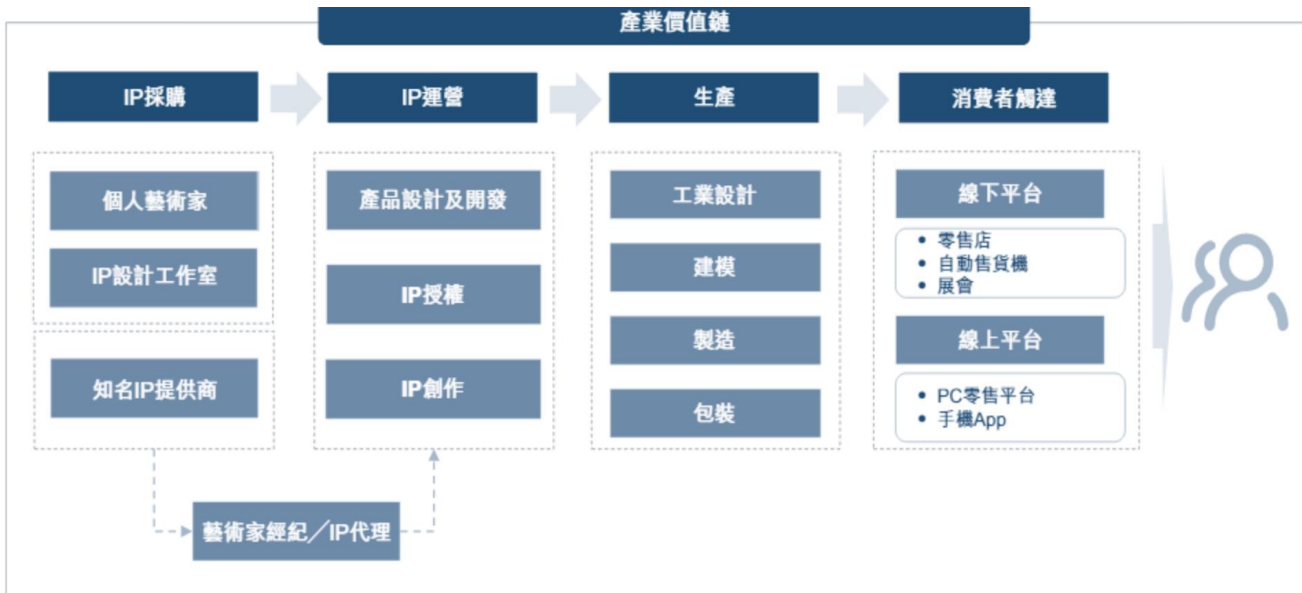 產業價值鏈
IP採購
IP運營
生產
消費者觸達
個人藝術家
IP設計工作室
知名IP提供商
產品設計及開發
IP授權
IP創作
工業設計
建模
製造
包裝
線下平台
• 零售店
• 自動售貨機
• 展會
線上平台
• PC零售平台
• 手機App
藝術家經紀／IP代理